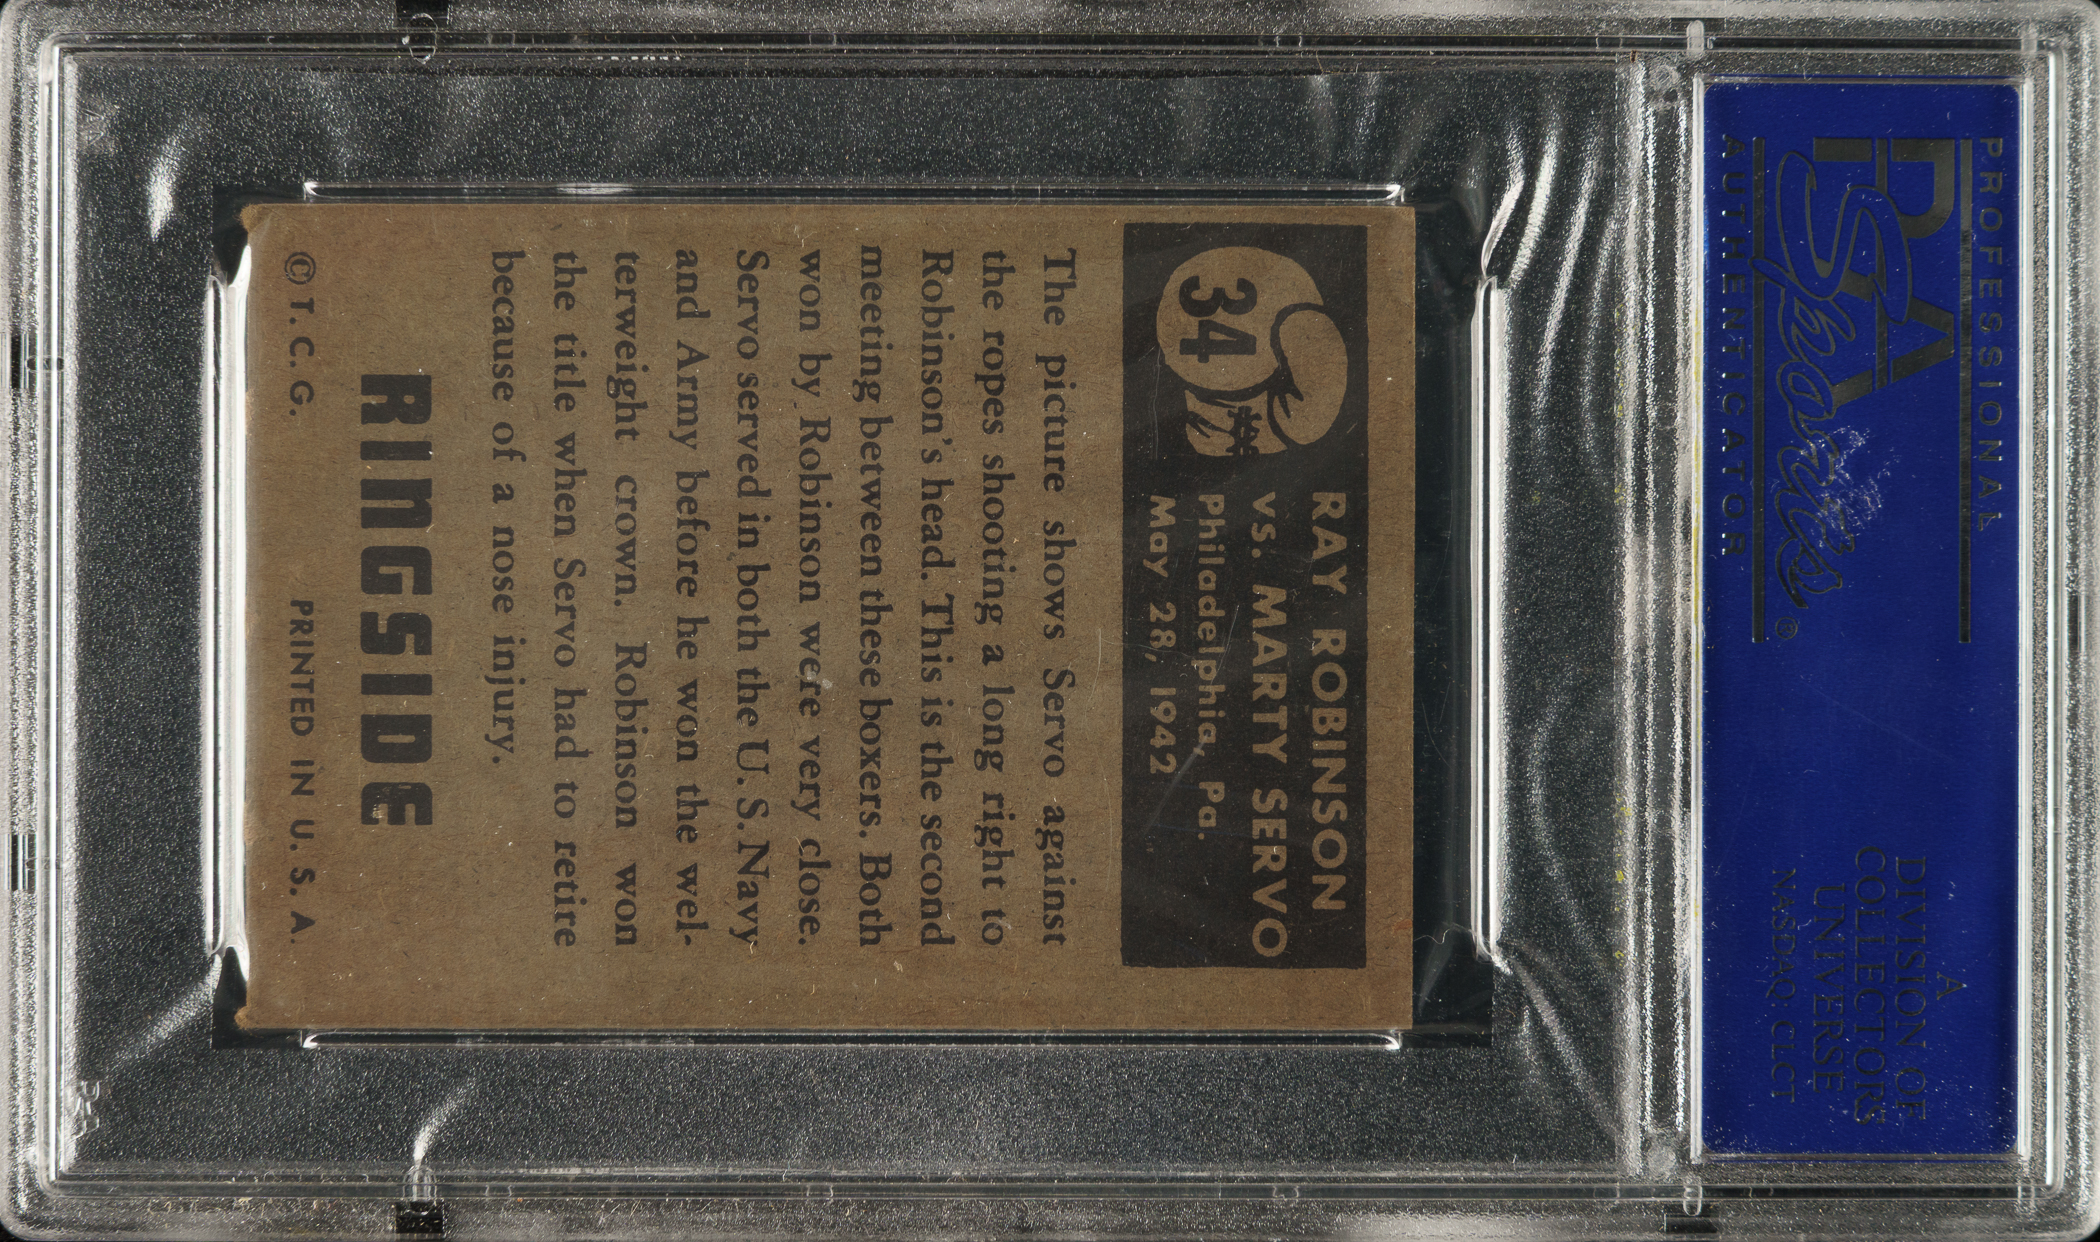 PROFESSIONAL
PSA
Sports®
AUTHENTICATOR
A
DIVISION OF
COLLECTORS
UNIVERSE
NASDAQ: CLCT
34
RAY ROBINSON
vs. MARTY SERVO
Philadelphia, Pa.
May 28, 1942
The picture shows Servo against
the ropes shooting a long right to
Robinson's head. This is the second
meeting between these boxers. Both
won by Robinson were very close.
Servo served in both the U. S. Navy
and Army before he won the wel-
terweight crown. Robinson won
the title when Servo had to retire
because of a nose injury.
RINGSIDE
© T. C. G. PRINTED IN U. S. A.
PSA